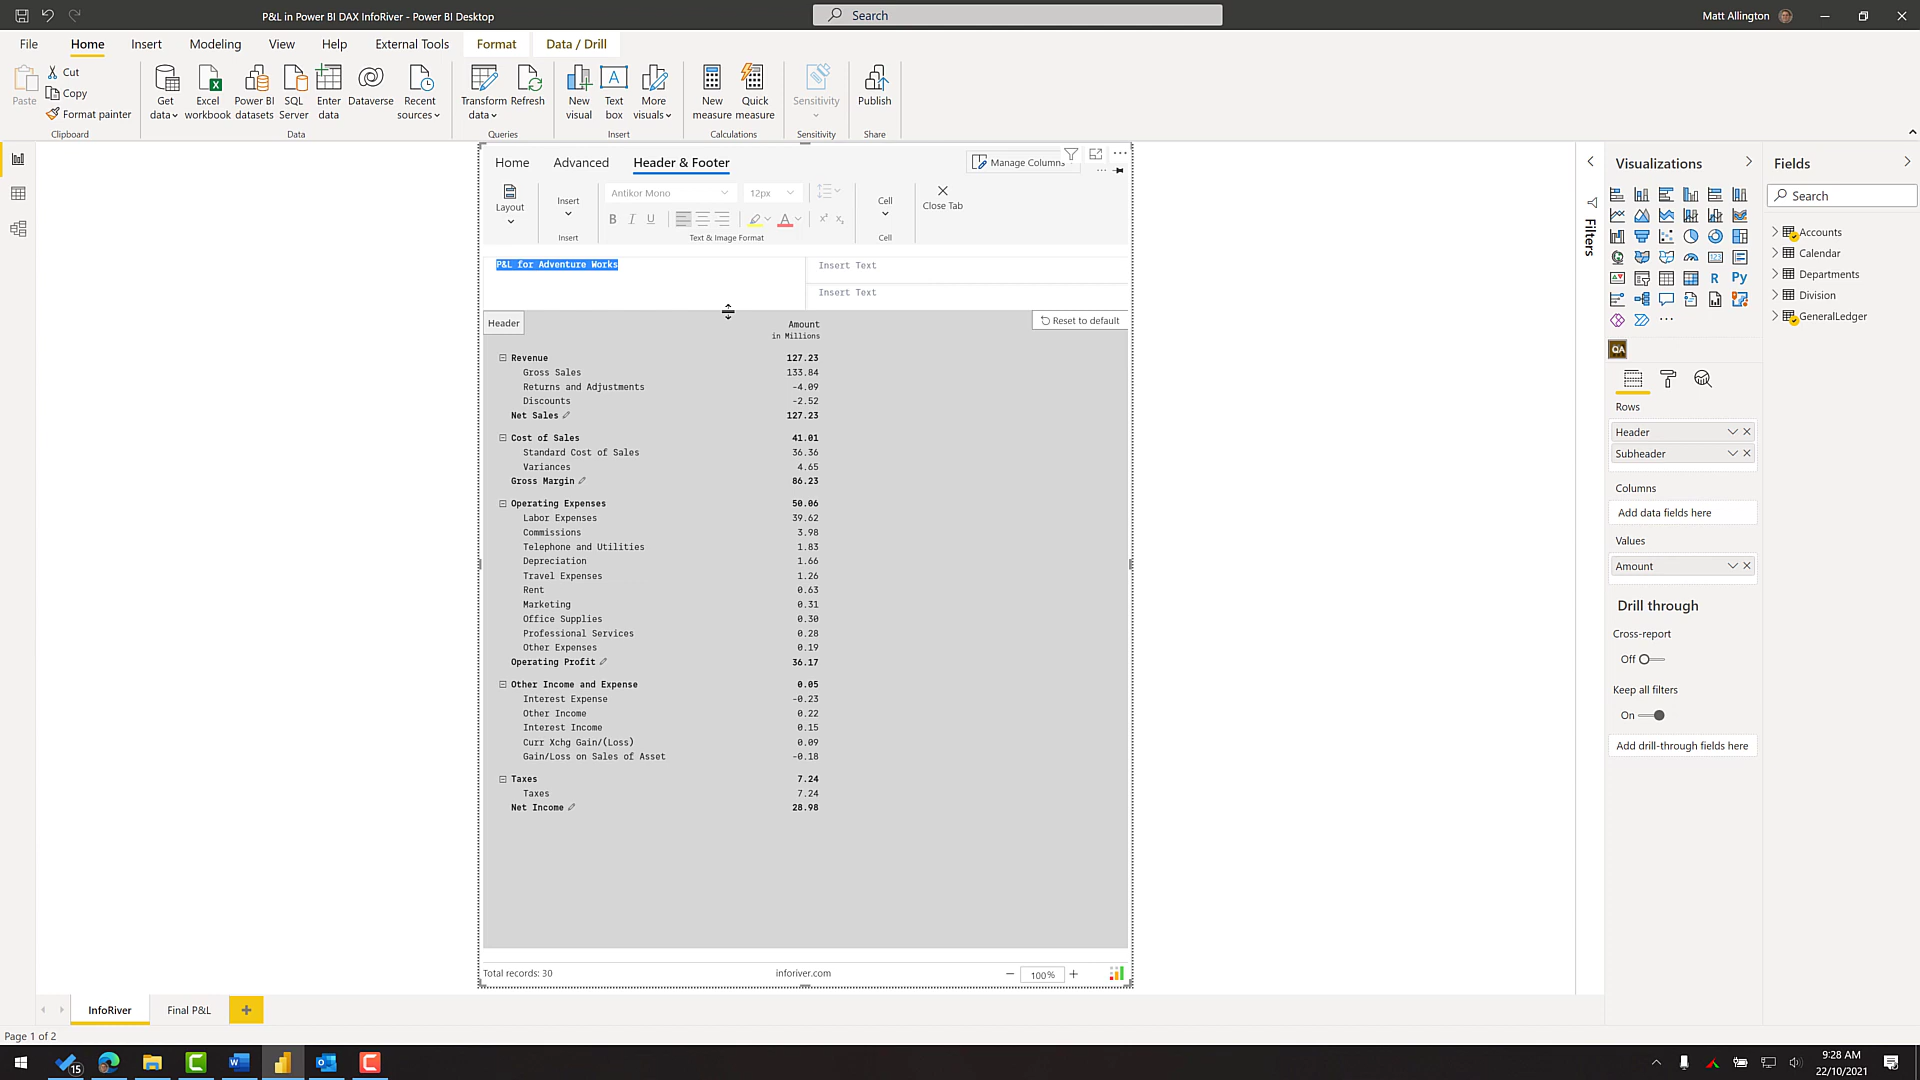 P&L in Power BI DAX InfoRiver - Power BI Desktop
Search
Matt Allington
File
Home
Insert
Modeling
View
Help
External Tools
Format
Data / Drill
Paste
Cut
Copy
Format painter
Clipboard
Get data
Excel workbook
Power BI datasets
SQL Server
Enter data
Dataverse
Recent sources
Data
Transform data
Refresh
Queries
New visual
Text box
More visuals
Insert
New measure
Quick measure
Calculations
Sensitivity
Sensitivity
Publish
Share
Home
Advanced
Header & Footer
Manage Columns
Layout
Insert
Insert
Antikor Mono
12px
B I U
Text & Image Format
Cell
Cell
Close Tab
P&L for Adventure Works
Insert Text
Insert Text
Header
Reset to default
Amount
in Millions
Revenue 127.23
Gross Sales 133.84
Returns and Adjustments -4.09
Discounts -2.52
Net Sales 127.23
Cost of Sales 41.01
Standard Cost of Sales 36.36
Variances 4.65
Gross Margin 86.23
Operating Expenses 50.06
Labor Expenses 39.62
Commissions 3.98
Telephone and Utilities 1.83
Depreciation 1.66
Travel Expenses 1.26
Rent 0.63
Marketing 0.31
Office Supplies 0.30
Professional Services 0.28
Other Expenses 0.19
Operating Profit 36.17
Other Income and Expense 0.05
Interest Expense -0.23
Other Income 0.22
Interest Income 0.15
Curr Xchg Gain/(Loss) 0.09
Gain/Loss on Sales of Asset -0.18
Taxes 7.24
Taxes 7.24
Net Income 28.98
Total records: 30
inforiver.com
100%
Filters
Visualizations
R
Py
QA
Rows
Header
Subheader
Columns
Add data fields here
Values
Amount
Drill through
Cross-report
Off
Keep all filters
On
Add drill-through fields here
Fields
Search
Accounts
Calendar
Departments
Division
GeneralLedger
InfoRiver
Final P&L
Page 1 of 2
15
9:28 AM
22/10/2021